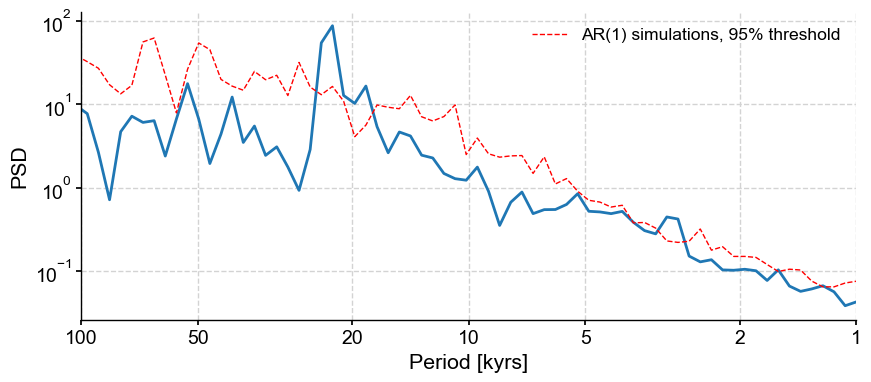 AR(1) simulations, 95% threshold
PSD
10²
10¹
10⁰
10⁻¹
100 50 20 10 5 2 1
Period [kyrs]